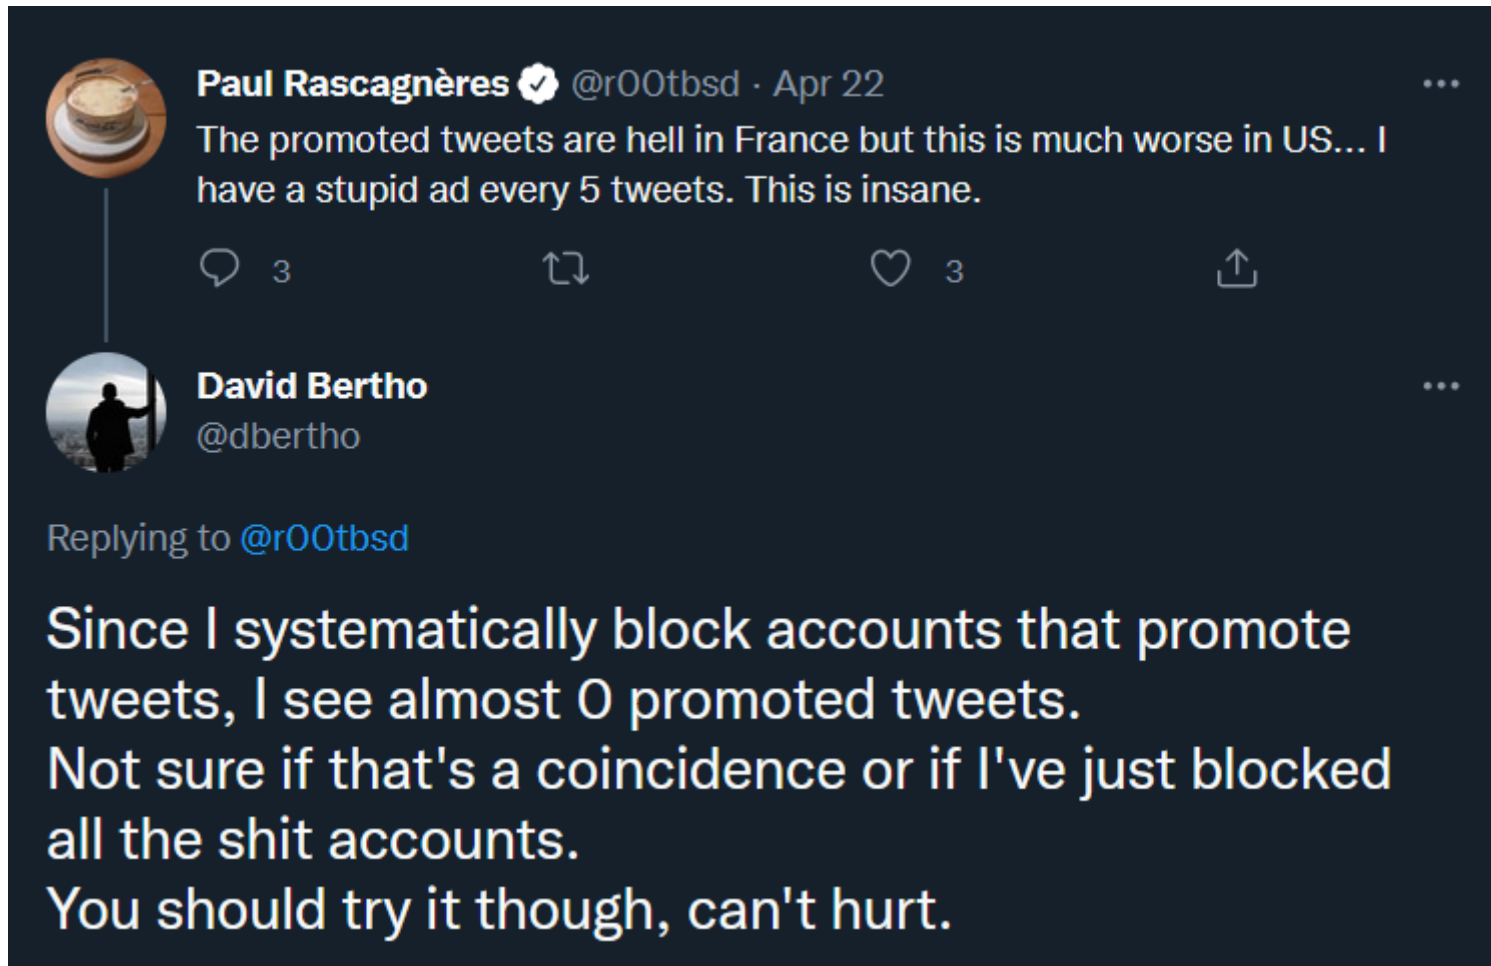 Paul Rascagnères @r00tbsd · Apr 22
The promoted tweets are hell in France but this is much worse in US... I
have a stupid ad every 5 tweets. This is insane.
3 3
David Bertho
@dbertho
Replying to @r00tbsd
Since I systematically block accounts that promote
tweets, I see almost 0 promoted tweets.
Not sure if that's a coincidence or if I've just blocked
all the shit accounts.
You should try it though, can't hurt.